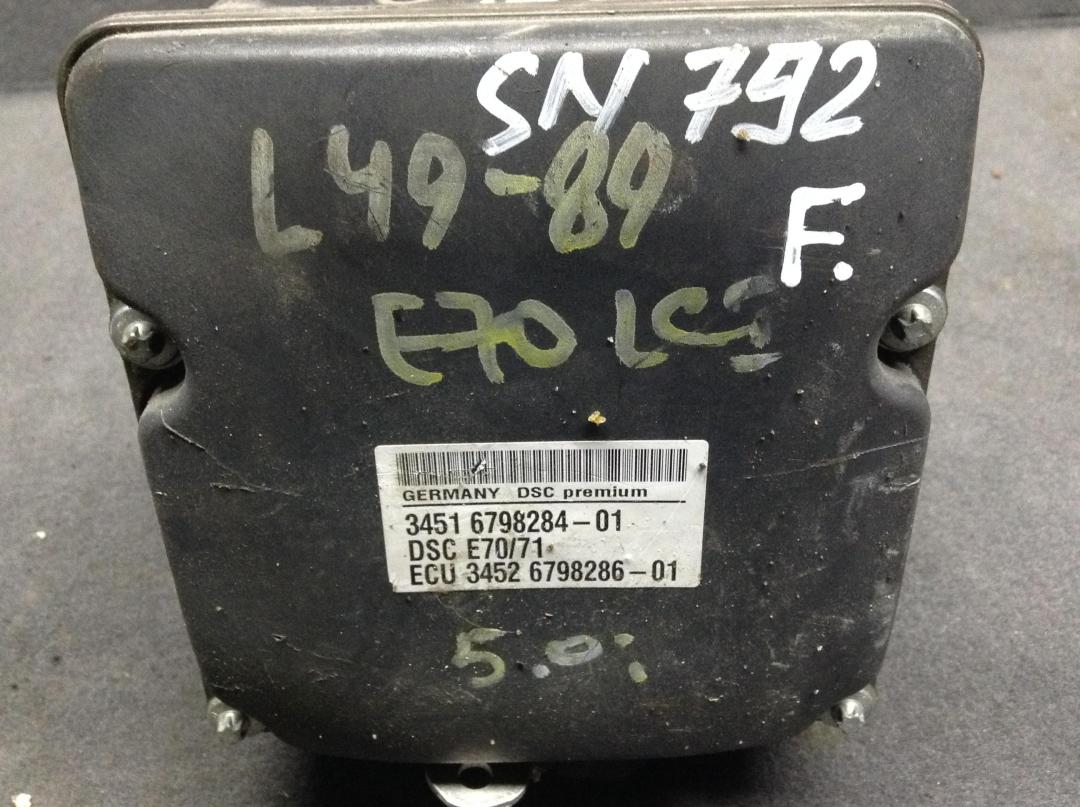 SN 792
L49-89
F.
E70 LCI
GERMANY DSC premium
3451 6798284-01
DSC E70/71
ECU 3452 6798286-01
5.0i